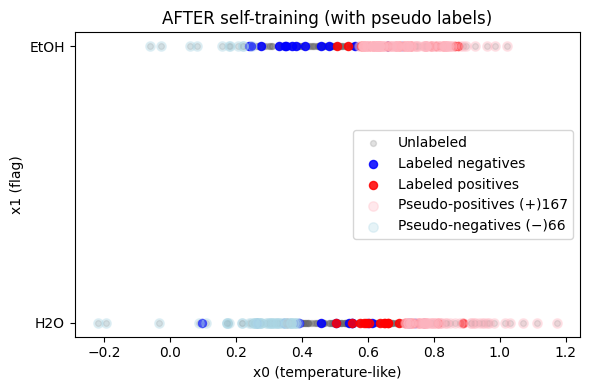 AFTER self-training (with pseudo labels)
EtOH
x1 (flag)
H2O
Unlabeled
Labeled negatives
Labeled positives
Pseudo-positives (+)167
Pseudo-negatives (−)66
−0.2 0.0 0.2 0.4 0.6 0.8 1.0 1.2
x0 (temperature-like)